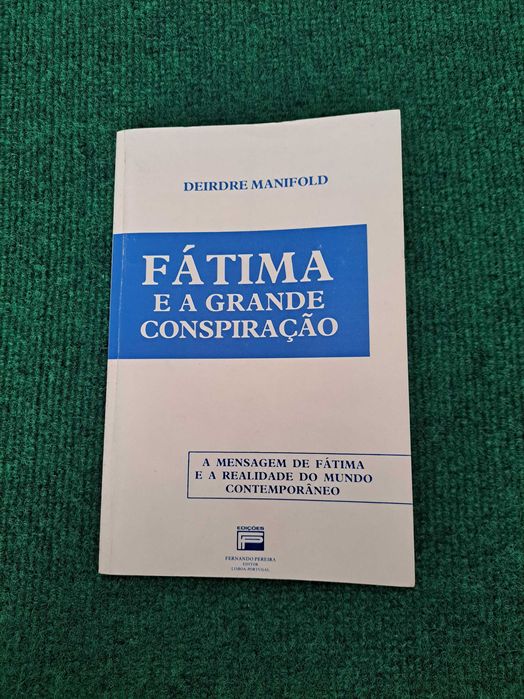 DEIRDRE MANIFOLD
FÁTIMA
E A GRANDE
CONSPIRAÇÃO
A MENSAGEM DE FÁTIMA
E A REALIDADE DO MUNDO
CONTEMPORÂNEO
EDIÇÕES
FERNANDO PEREIRA
EDITOR
LISBOA-PORTUGAL